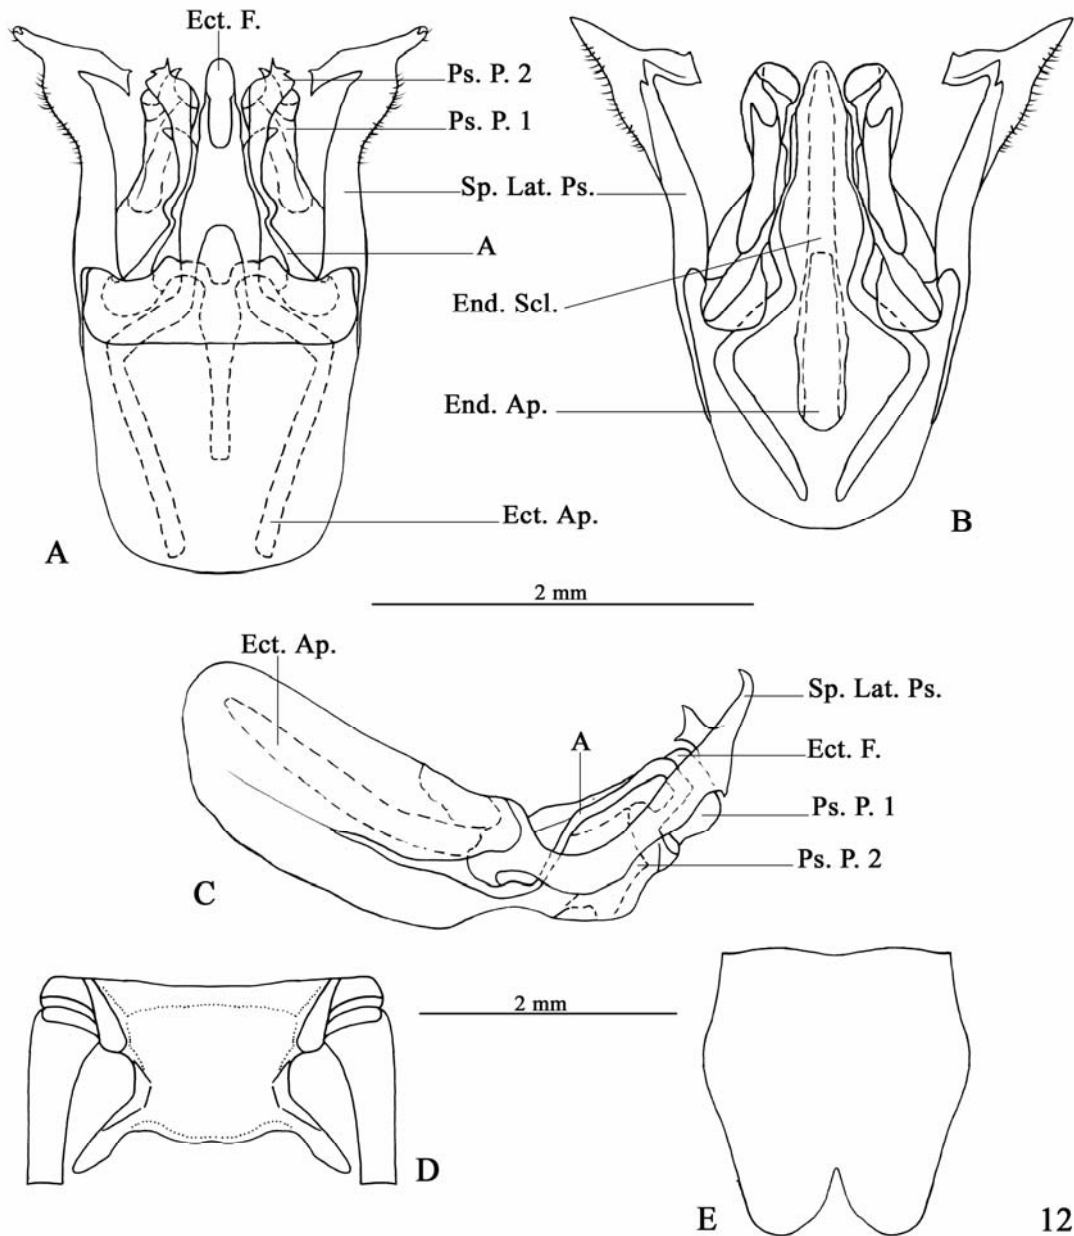 Ect. F.
Ps. P. 2
Ps. P. 1
Sp. Lat. Ps.
A
End. Scl.
End. Ap.
Ect. Ap.
A
B
2 mm
Ect. Ap.
A
Sp. Lat. Ps.
Ect. F.
Ps. P. 1
Ps. P. 2
C
2 mm
D
E
12